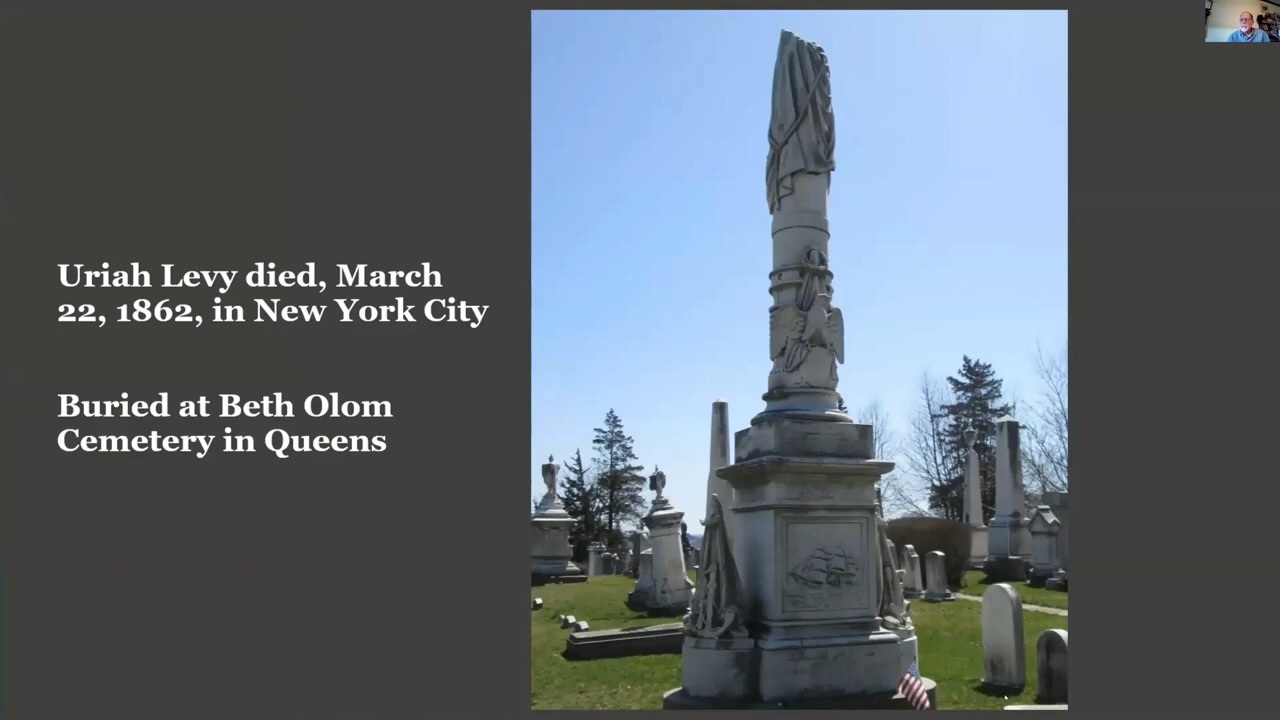 Uriah Levy died, March
22, 1862, in New York City
Buried at Beth Olom
Cemetery in Queens